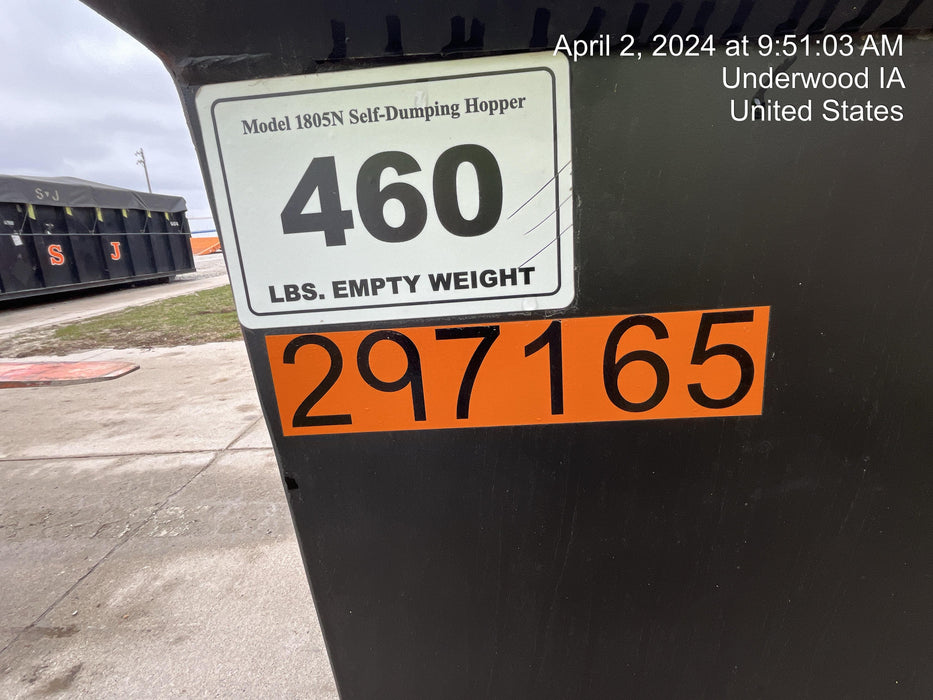 April 2, 2024 at 9:51:03 AM
Underwood IA
United States
Model 1805N Self-Dumping Hopper
460
LBS. EMPTY WEIGHT
297165
S J
S J